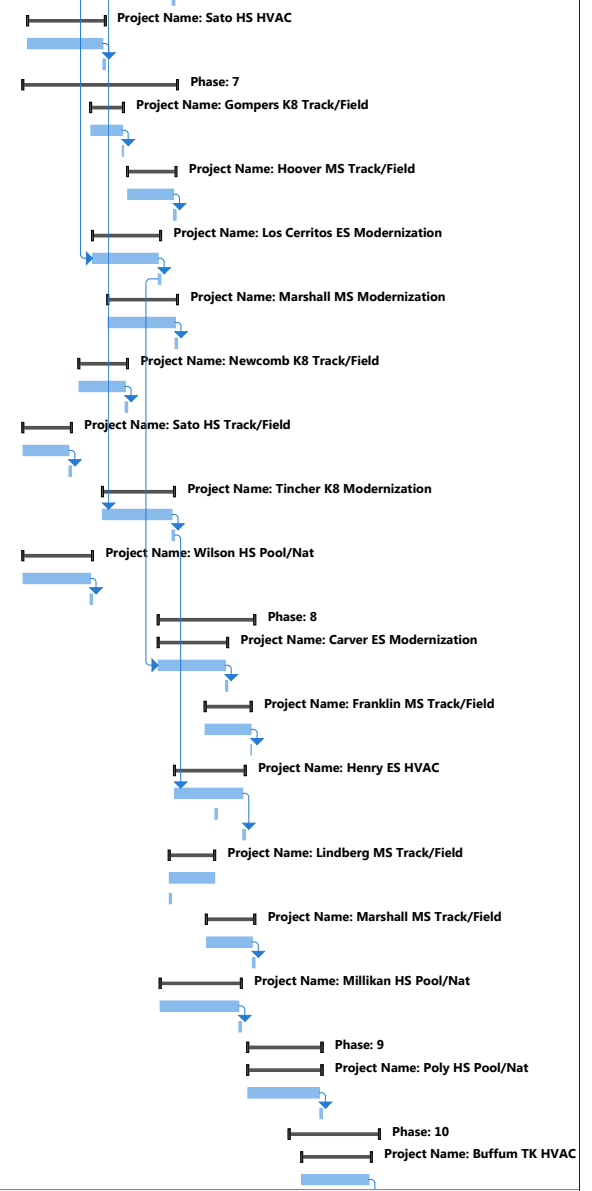 Project Name: Sato HS HVAC
Phase: 7
Project Name: Gompers K8 Track/Field
Project Name: Hoover MS Track/Field
Project Name: Los Cerritos ES Modernization
Project Name: Marshall MS Modernization
Project Name: Newcomb K8 Track/Field
Project Name: Sato HS Track/Field
Project Name: Tincher K8 Modernization
Project Name: Wilson HS Pool/Nat
Phase: 8
Project Name: Carver ES Modernization
Project Name: Franklin MS Track/Field
Project Name: Henry ES HVAC
Project Name: Lindberg MS Track/Field
Project Name: Marshall MS Track/Field
Project Name: Millikan HS Pool/Nat
Phase: 9
Project Name: Poly HS Pool/Nat
Phase: 10
Project Name: Buffum TK HVAC